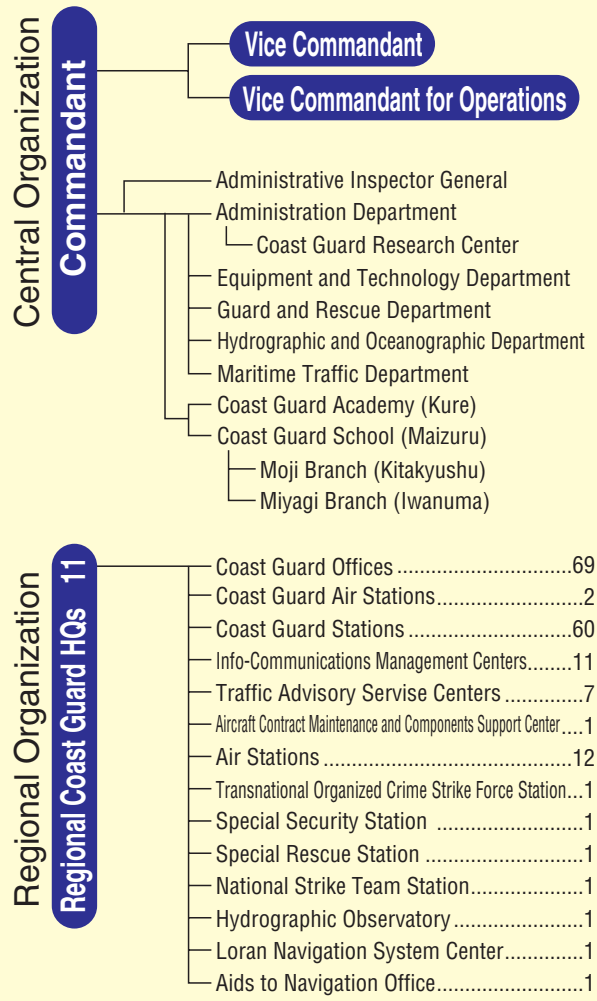 Central Organization
Commandant
Vice Commandant
Vice Commandant for Operations
Administrative Inspector General
Administration Department
Coast Guard Research Center
Equipment and Technology Department
Guard and Rescue Department
Hydrographic and Oceanographic Department
Maritime Traffic Department
Coast Guard Academy (Kure)
Coast Guard School (Maizuru)
Moji Branch (Kitakyushu)
Miyagi Branch (Iwanuma)
Regional Organization
Regional Coast Guard HQs 11
Coast Guard Offices ...............................69
Coast Guard Air Stations........................2
Coast Guard Stations .............................60
Info-Communications Management Centers........11
Traffic Advisory Servise Centers ..............7
Aircraft Contract Maintenance and Components Support Center....1
Air Stations ............................................12
Transnational Organized Crime Strike Force Station...1
Special Security Station ..........................1
Special Rescue Station ............................1
National Strike Team Station....................1
Hydrographic Observatory .......................1
Loran Navigation System Center..............1
Aids to Navigation Office..........................1